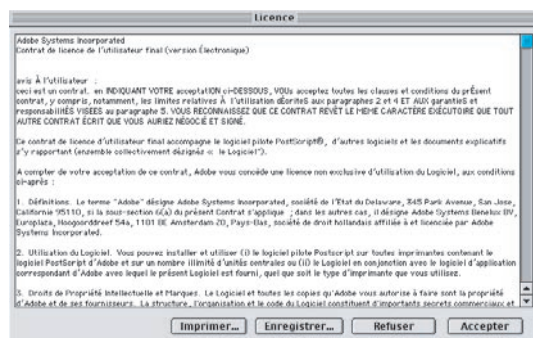 Licence
Adobe Systems Incorporated
Contrat de licence de l'utilisateur final (version Électronique)
avis À l'utilisateur :
ceci est un contrat. en INDIQUANT VOTRE acceptatION ci-DESSOUS, VOUs acceptez toutes les clauses et conditions du prÉsent
contrat, y compris, notamment, les limites relatives À l'utilisation dÉcriteS aux paragraphes 2 et 4 ET AUX garantieS et
responsabilitÉS VISEES au paragraphe 5. VOUS RECONNAISSEZ QUE CE CONTRAT REVÊT LE MEME CARACTÈRE EXÉCUTOIRE QUE TOUT
AUTRE CONTRAT ÉCRIT QUE VOUS AURIEZ NÉGOCIÉ ET SIGNÉ.
Ce contrat de licence d'utilisateur final accompagne le logiciel pilote PostScript®, d'autres logiciels et les documents explicatifs
s'y rapportant (ensemble collectivement désignés « le Logiciel").
A compter de votre acceptation de ce contrat, Adobe vous concède une licence non exclusive d'utilisation du Logiciel, aux conditions
ci-après :
1. Définitions. Le terme "Adobe" désigne Adobe Systems Incorporated, société de l'Etat du Delaware, 345 Park Avenue, San Jose,
Californie 95110, si la sous-section 6(a) du présent Contrat s'applique ; dans les autres cas, il désigne Adobe Systems Benelux BV,
Europlaza, Hoogoorddreef 54a, 1101 BE Amsterdam ZO, Pays-Bas, société de droit hollandais affiliée à et licenciée par Adobe
Systems Incorporated.
2. Utilisation du Logiciel. Vous pouvez installer et utiliser (i) le logiciel pilote Postscript sur toutes imprimantes contenant le
logiciel PostScript d'Adobe et sur un nombre illimité d'unités centrales ou (ii) le Logiciel en conjonction avec le logiciel d'application
correspondant d'Adobe avec lequel le présent Logiciel est fourni, quel que soit le type d'imprimante que vous utilisez.
3. Droits de Propriété Intellectuelle et Marques. Le Logiciel et toutes les copies qu'Adobe vous autorise à faire sont la propriété
d'Adobe et de ses fournisseurs. La structure, l'organisation et le code du Logiciel constituent d'importants secrets commerciaux et
Imprimer... Enregistrer... Refuser Accepter